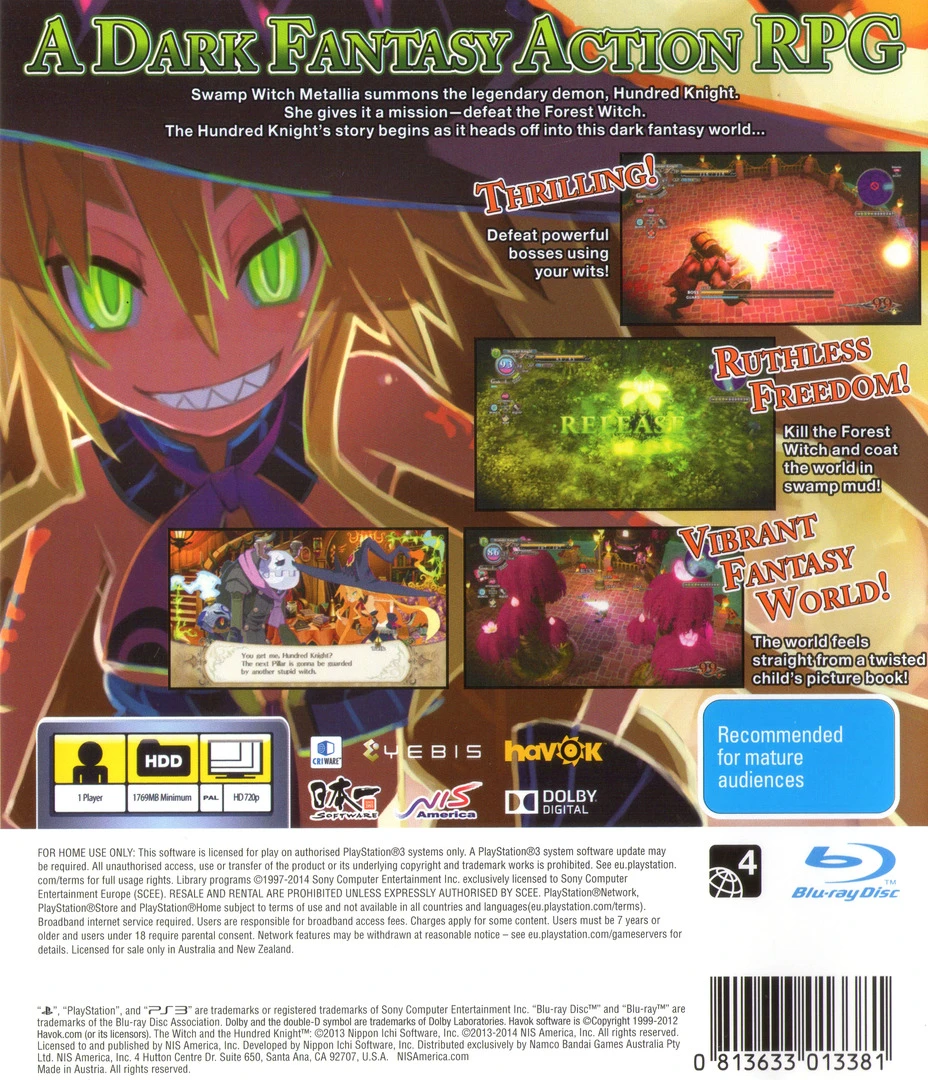 A DARK FANTASY ACTION RPG
Swamp Witch Metallia summons the legendary demon, Hundred Knight.
She gives it a mission—defeat the Forest Witch.
The Hundred Knight's story begins as it heads off into this dark fantasy world...
THRILLING!
Defeat powerful
bosses using
your wits!
RUTHLESS
FREEDOM!
RELEASE
Kill the Forest
Witch and coat
the world in
swamp mud!
VIBRANT
FANTASY
WORLD!
You get me, Hundred Knight?
The next Pillar is gonna be guarded
by another stupid witch.
The world feels
straight from a twisted
child's picture book!
HDD
1 Player
1769MB Minimum
PAL
HD 720p
CRIWARE™
YEBIS
havok™
日本一
SOFTWARE
NIS
America
DOLBY
DIGITAL
Recommended
for mature
audiences
FOR HOME USE ONLY: This software is licensed for play on authorised PlayStation®3 systems only. A PlayStation®3 system software update may
be required. All unauthorised access, use or transfer of the product or its underlying copyright and trademark works is prohibited. See eu.playstation.
com/terms for full usage rights. Library programs ©1997-2014 Sony Computer Entertainment Inc. exclusively licensed to Sony Computer
Entertainment Europe (SCEE). RESALE AND RENTAL ARE PROHIBITED UNLESS EXPRESSLY AUTHORISED BY SCEE. PlayStation®Network,
PlayStation®Store and PlayStation®Home subject to terms of use and not available in all countries and languages(eu.playstation.com/terms).
Broadband internet service required. Users are responsible for broadband access fees. Charges apply for some content. Users must be 7 years or
older and users under 18 require parental consent. Network features may be withdrawn at reasonable notice – see eu.playstation.com/gameservers for
details. Licensed for sale only in Australia and New Zealand.
4
Blu-ray Disc™
"", "PlayStation", and "PS3" are trademarks or registered trademarks of Sony Computer Entertainment Inc. "Blu-ray Disc™" and "Blu-ray™" are
trademarks of the Blu-ray Disc Association. Dolby and the double-D symbol are trademarks of Dolby Laboratories. Havok software is ©Copyright 1999-2012
Havok.com (or its licensors). The Witch and the Hundred Knight™: ©2013 Nippon Ichi Software, Inc. ©2013-2014 NIS America, Inc. All rights reserved.
Licensed to and published by NIS America, Inc. Developed by Nippon Ichi Software, Inc. Distributed exclusively by Namco Bandai Games Australia Pty
Ltd. NIS America, Inc. 4 Hutton Centre Dr. Suite 650, Santa Ana, CA 92707, U.S.A. NISAmerica.com
Made in Austria. All rights reserved.
0 813633 013381